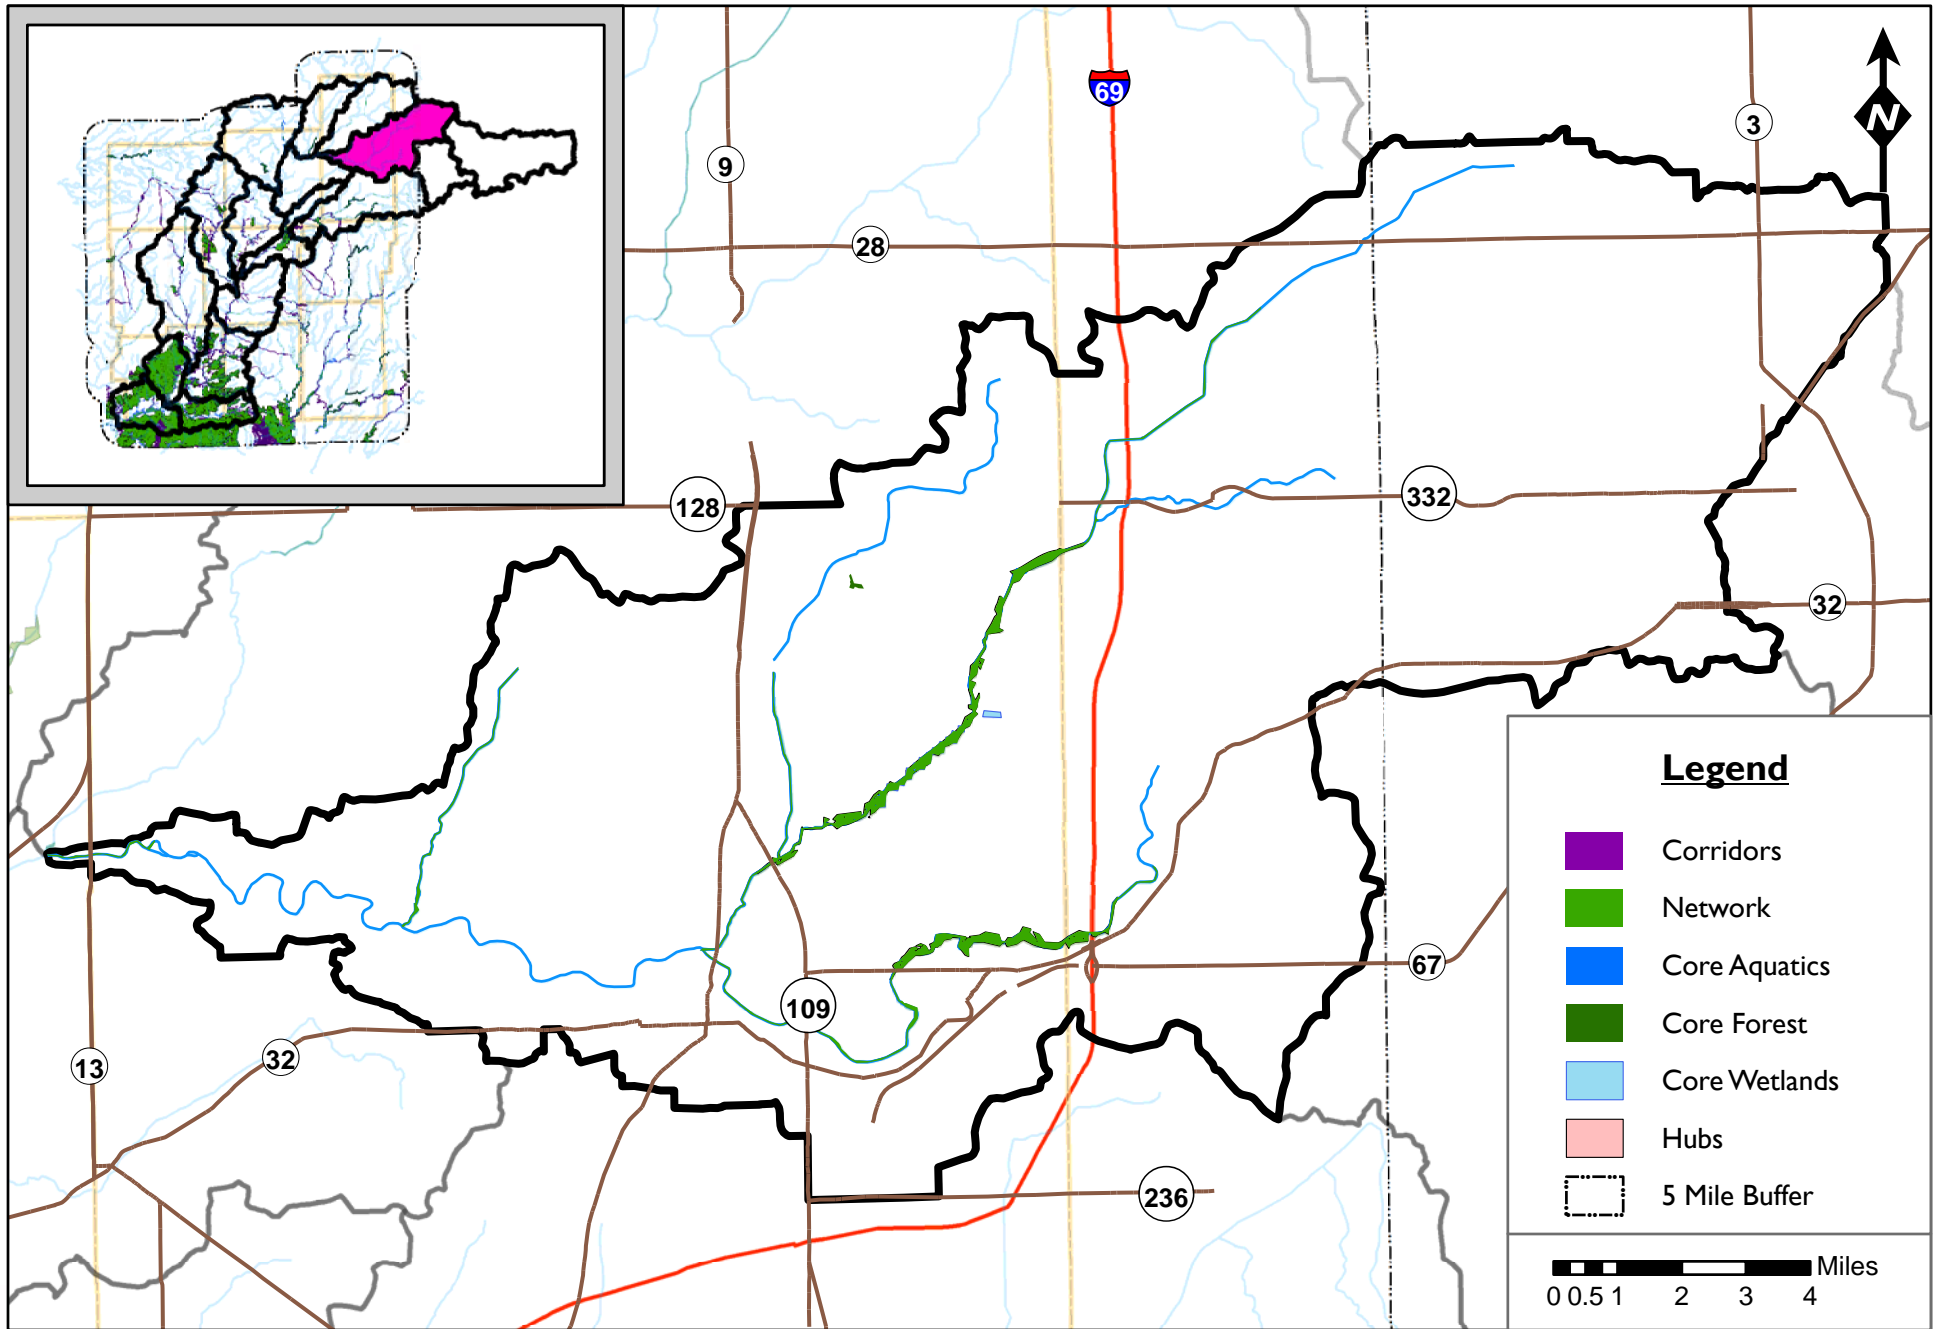 69
N
3
9
28
128
332
32
109
67
13
32
236
Legend
Corridors
Network
Core Aquatics
Core Forest
Core Wetlands
Hubs
5 Mile Buffer
Miles
0 0.5 1 2 3 4